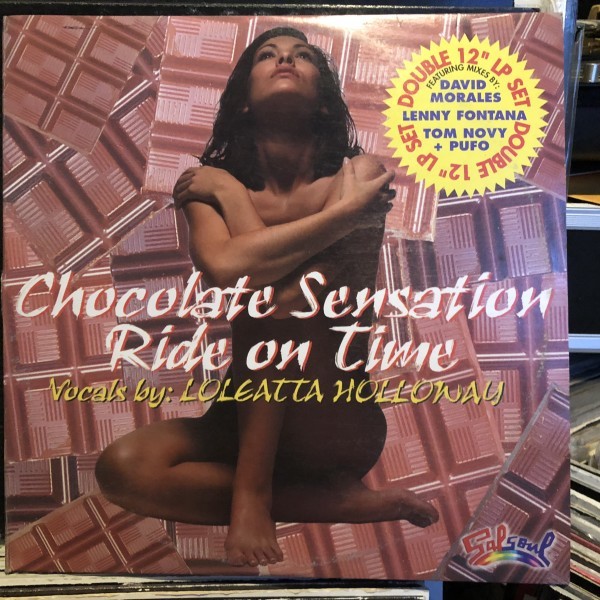 DOUBLE 12" LP SET
DOUBLE 12" LP SET
FEATURING MIXES BY:
DAVID
MORALES
LENNY FONTANA
TOM NOVY
+ PUFO
Chocolate Sensation
Ride on Time
Vocals by: LOLEATTA HOLLOWAY
Salsoul